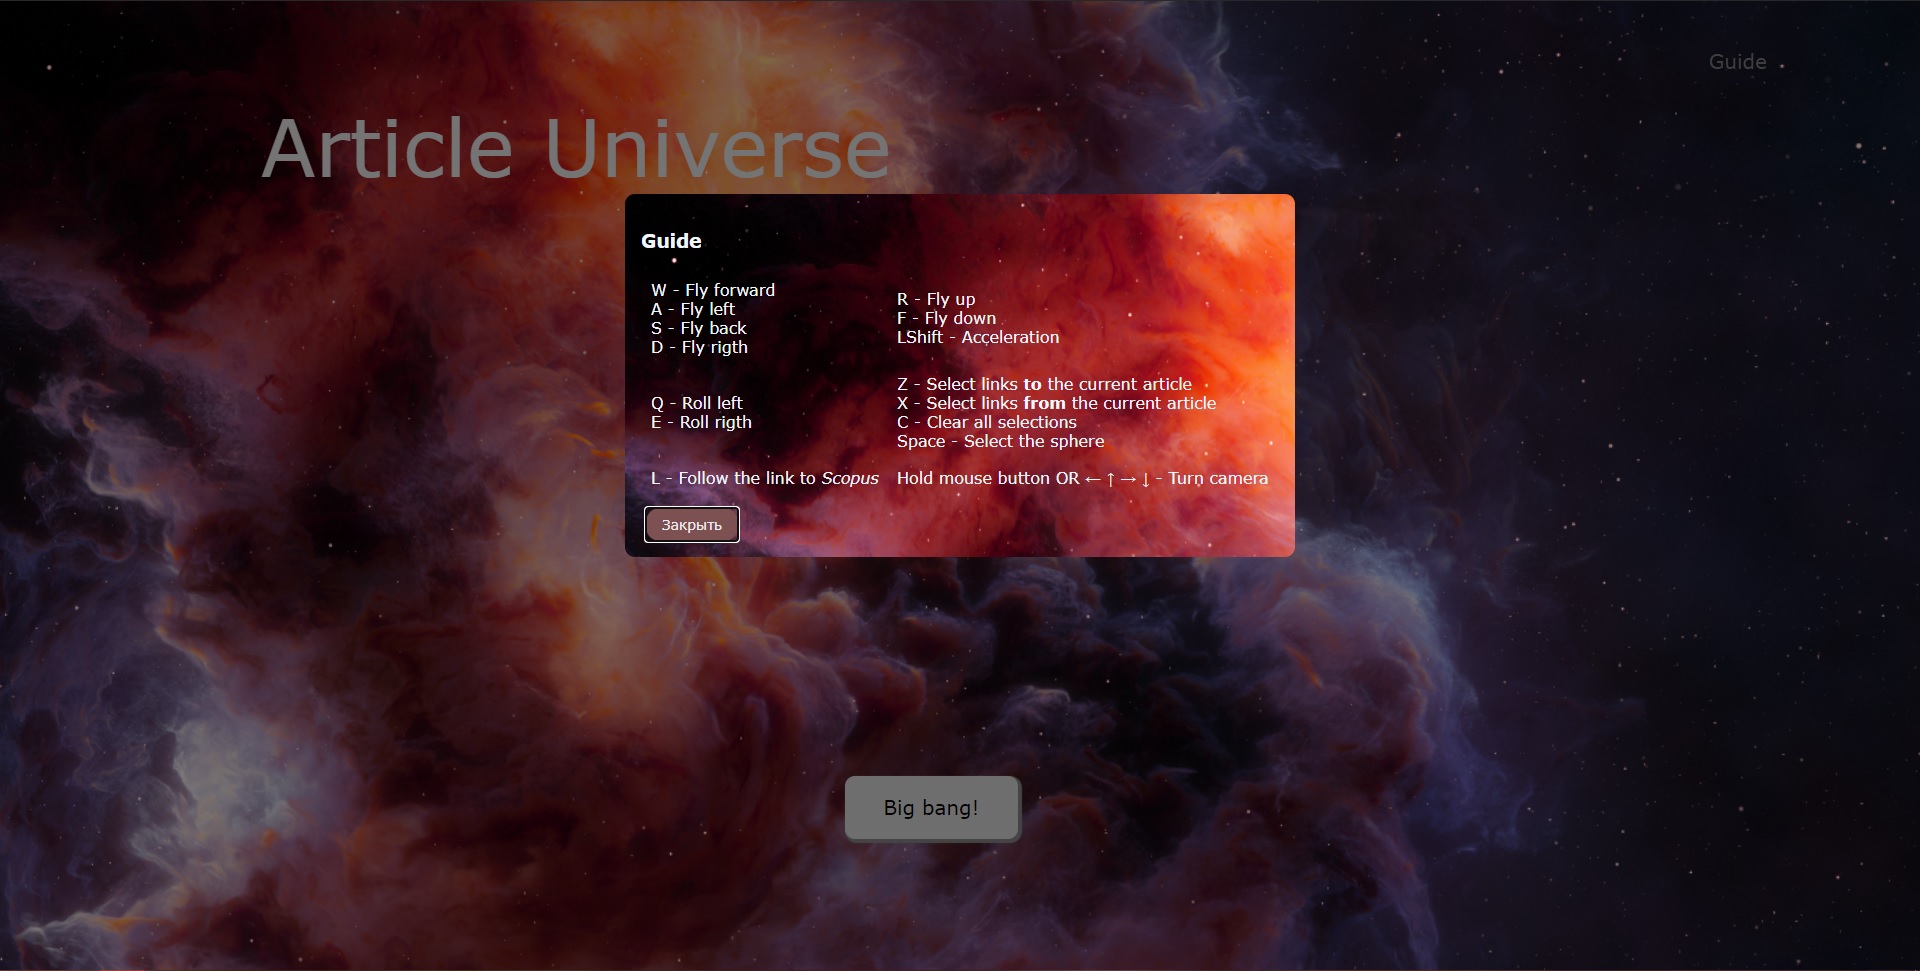 Guide
Article Universe
Guide
W - Fly forward
A - Fly left
S - Fly back
D - Fly rigth
R - Fly up
F - Fly down
LShift - Acceleration
Q - Roll left
E - Roll rigth
Z - Select links to the current article
X - Select links from the current article
C - Clear all selections
Space - Select the sphere
L - Follow the link to Scopus
Hold mouse button OR ← ↑ → ↓ - Turn camera
Закрыть
Big bang!